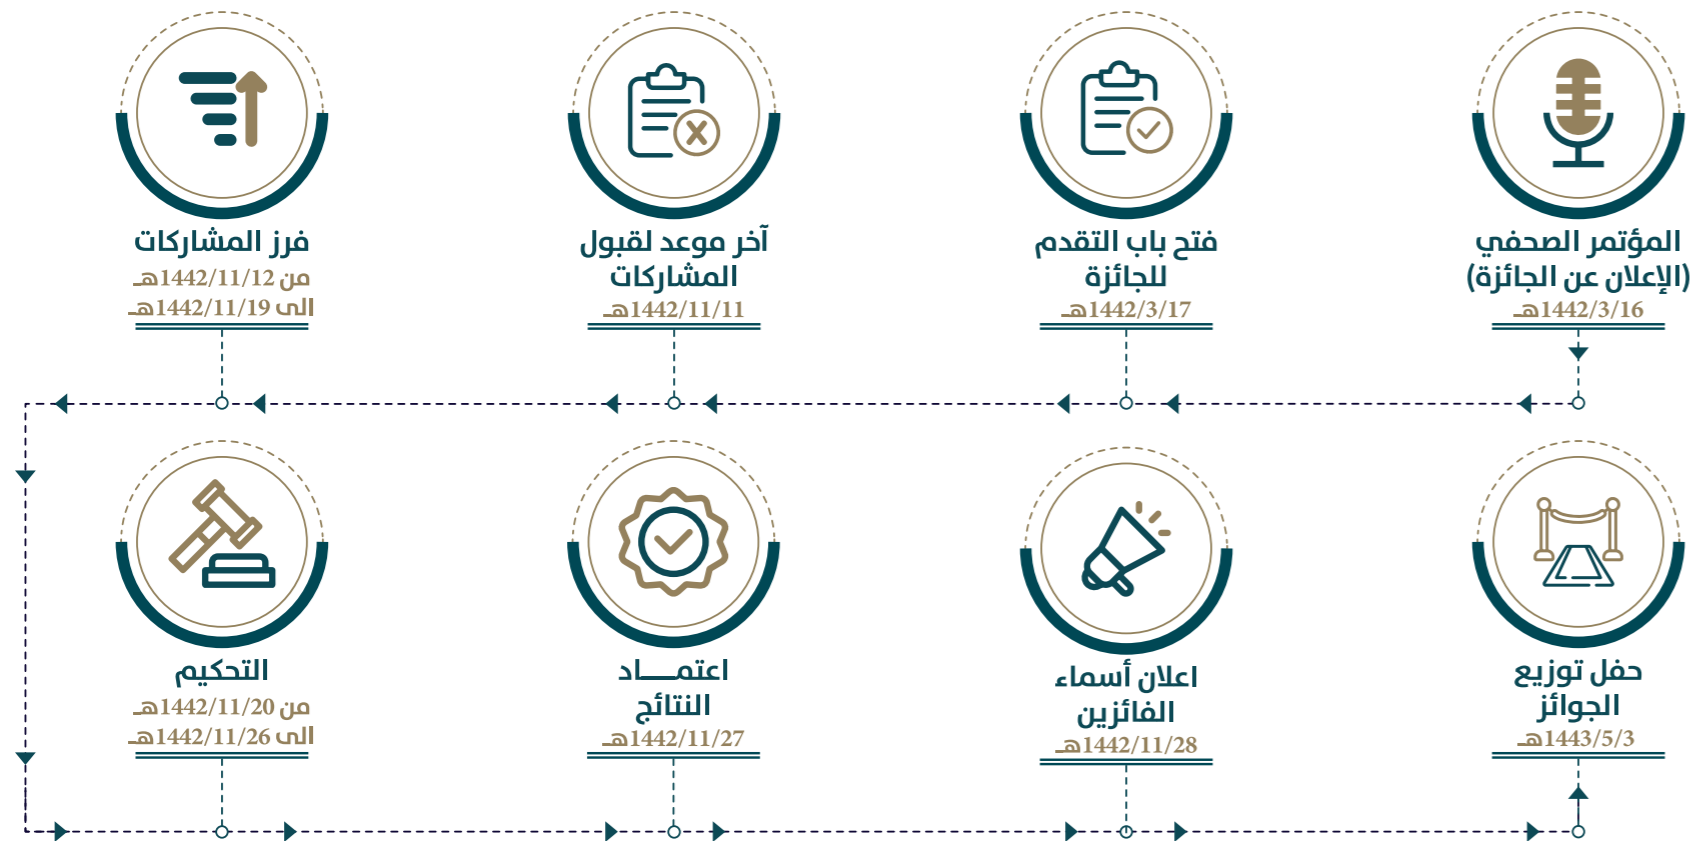 المؤتمر الصحفي
(الإعلان عن الجائزة)
1442/3/16هـ
فتح باب التقدم
للجائزة
1442/3/17هـ
آخر موعد لقبول
المشاركات
1442/11/11هـ
فرز المشاركات
من 1442/11/12هـ
الى 1442/11/19هـ
التحكيم
من 1442/11/20هـ
الى 1442/11/26هـ
اعتمــــاد
النتائج
1442/11/27هـ
اعلان أسماء
الفائزين
1442/11/28هـ
حفل توزيع
الجوائز
1443/5/3هـ